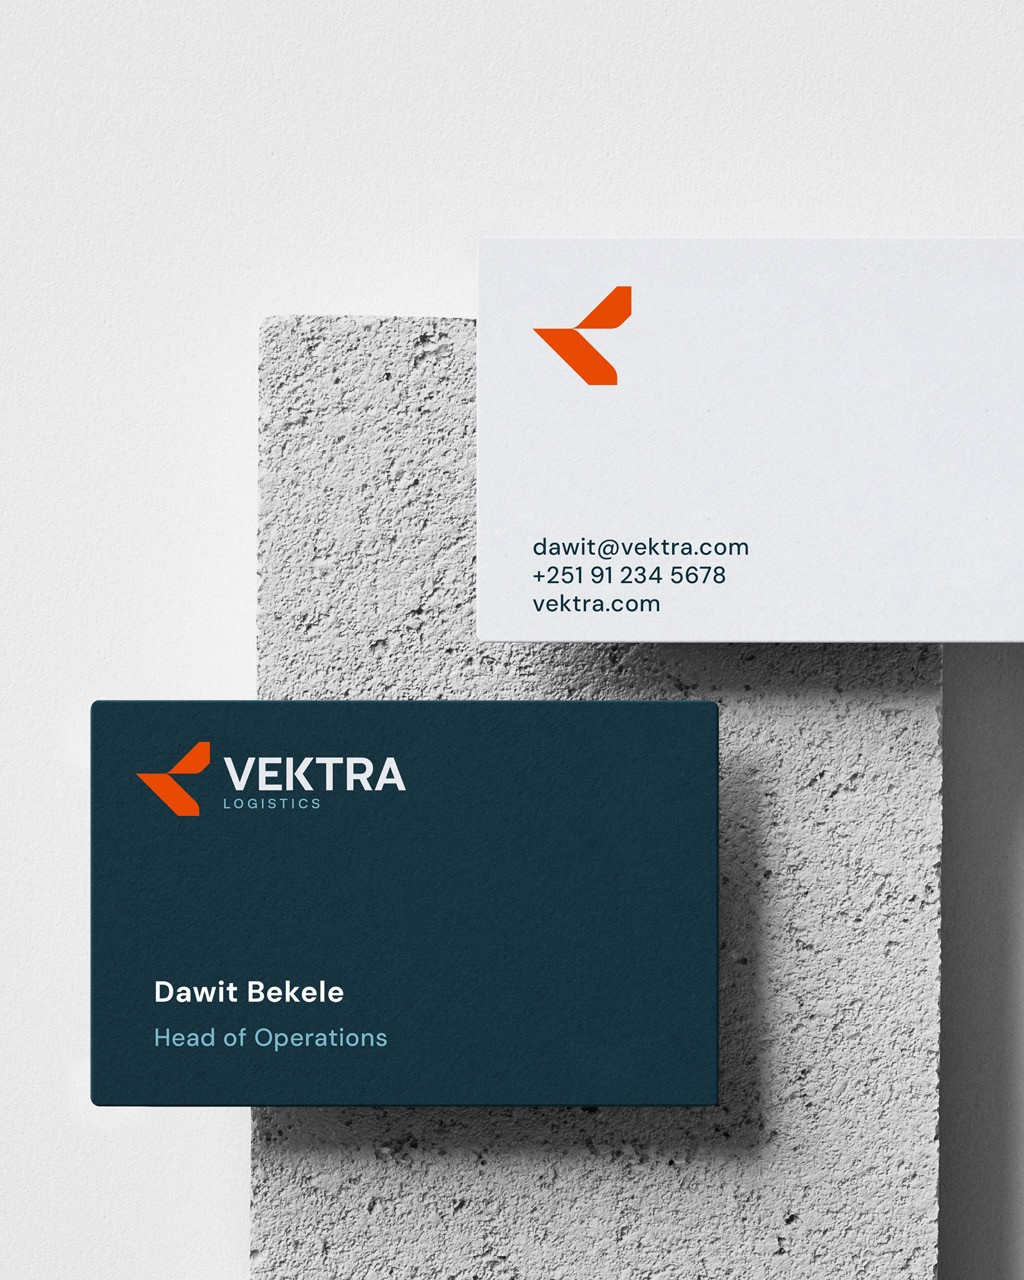 dawit@vektra.com
+251 91 234 5678
vektra.com
VEKTRA
LOGISTICS
Dawit Bekele
Head of Operations